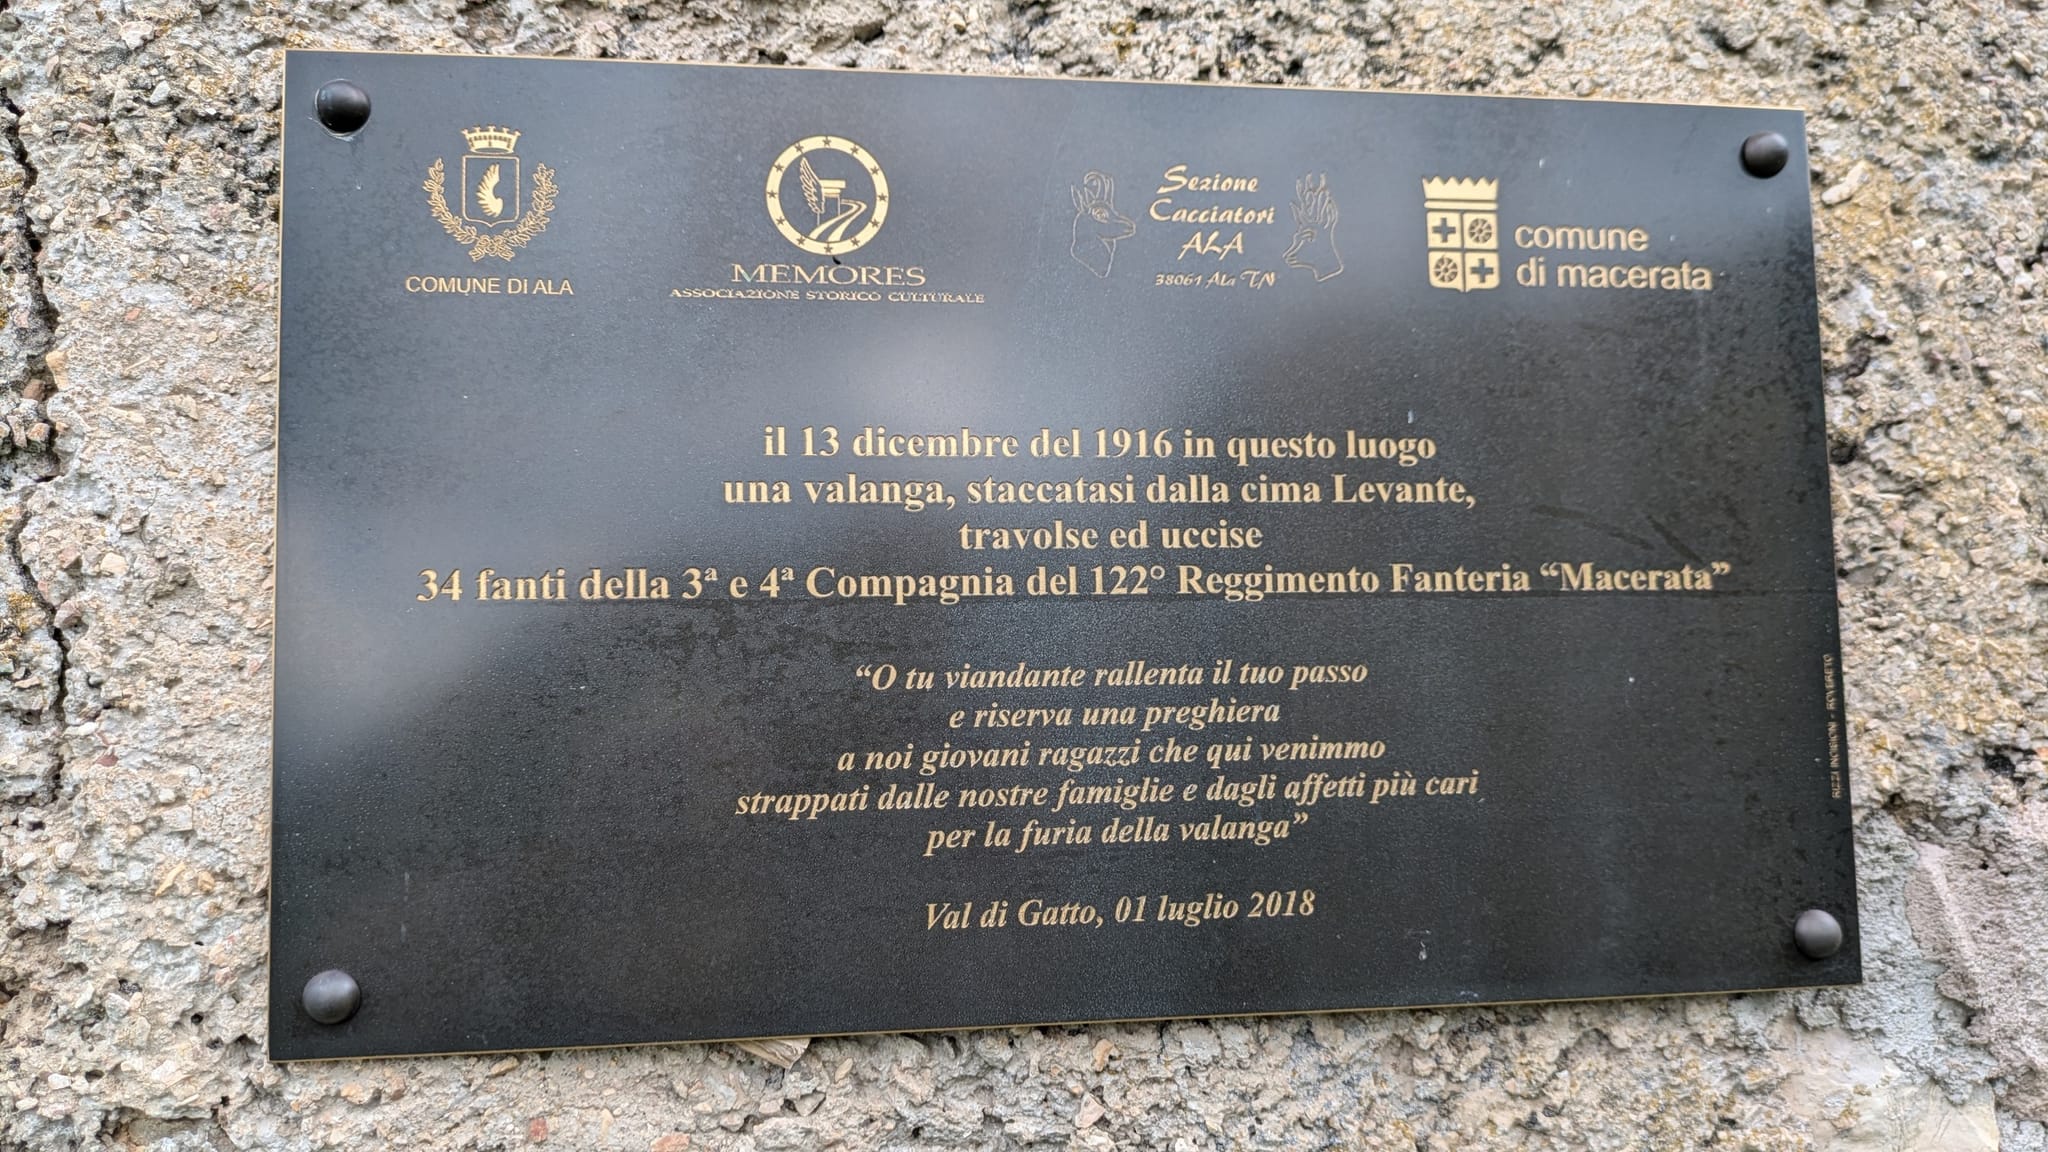 COMUNE DI ALA
MEMORES
ASSOCIAZIONE STORICO CULTURALE
Sezione
Cacciatori
ALA
38061 Ala TN
comune
di macerata
il 13 dicembre del 1916 in questo luogo
una valanga, staccatasi dalla cima Levante,
travolse ed uccise
34 fanti della 3ª e 4ª Compagnia del 122° Reggimento Fanteria “Macerata”
“O tu viandante rallenta il tuo passo
e riserva una preghiera
a noi giovani ragazzi che qui venimmo
strappati dalle nostre famiglie e dagli affetti più cari
per la furia della valanga”
Val di Gatto, 01 luglio 2018
RIZZI INCISIONI - ROVERETO